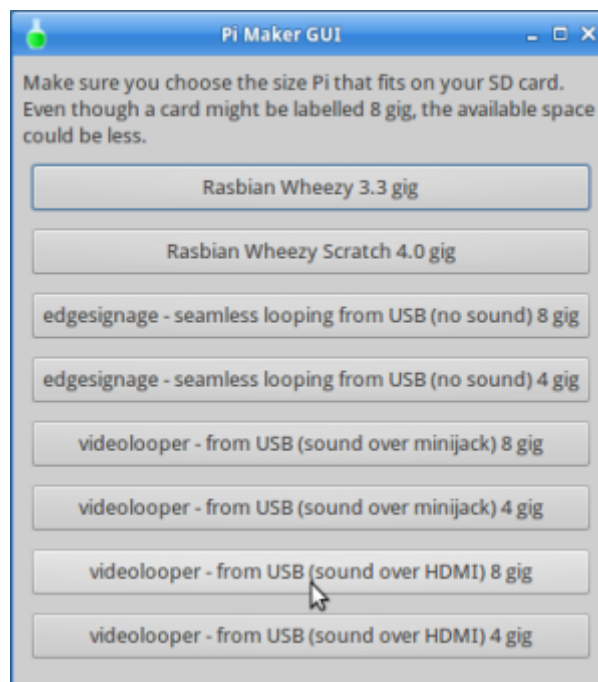 Pi Maker GUI
Make sure you choose the size Pi that fits on your SD card.
Even though a card might be labelled 8 gig, the available space
could be less.
Rasbian Wheezy 3.3 gig
Rasbian Wheezy Scratch 4.0 gig
edgesignage - seamless looping from USB (no sound) 8 gig
edgesignage - seamless looping from USB (no sound) 4 gig
videolooper - from USB (sound over minijack) 8 gig
videolooper - from USB (sound over minijack) 4 gig
videolooper - from USB (sound over HDMI) 8 gig
videolooper - from USB (sound over HDMI) 4 gig